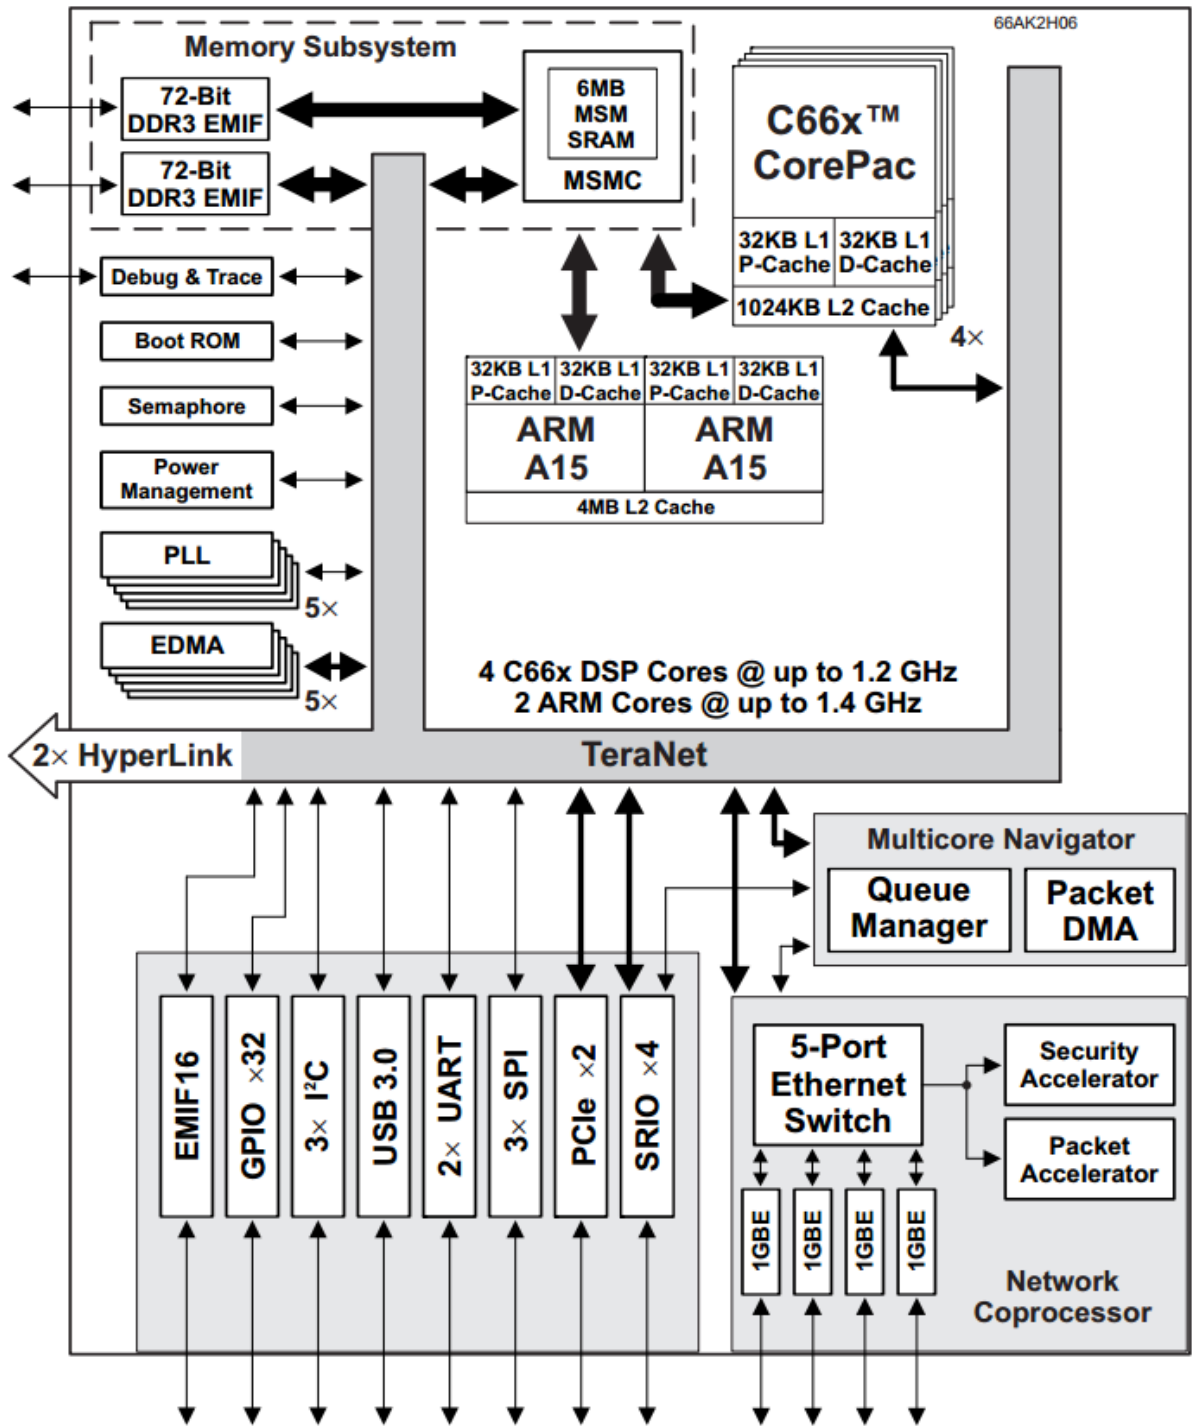 66AK2H06
Memory Subsystem
72-Bit
DDR3 EMIF
72-Bit
DDR3 EMIF
6MB
MSM
SRAM
MSMC
C66x™
CorePac
32KB L1
P-Cache
32KB L1
D-Cache
1024KB L2 Cache
4×
Debug & Trace
Boot ROM
Semaphore
Power
Management
PLL
5×
EDMA
5×
32KB L1
P-Cache
32KB L1
D-Cache
32KB L1
P-Cache
32KB L1
D-Cache
ARM
A15
ARM
A15
4MB L2 Cache
4 C66x DSP Cores @ up to 1.2 GHz
2 ARM Cores @ up to 1.4 GHz
2× HyperLink
TeraNet
Multicore Navigator
Queue
Manager
Packet
DMA
EMIF16
GPIO ×32
3× I²C
USB 3.0
2× UART
3× SPI
PCIe ×2
SRIO ×4
5-Port
Ethernet
Switch
Security
Accelerator
Packet
Accelerator
1GBE
1GBE
1GBE
1GBE
Network
Coprocessor